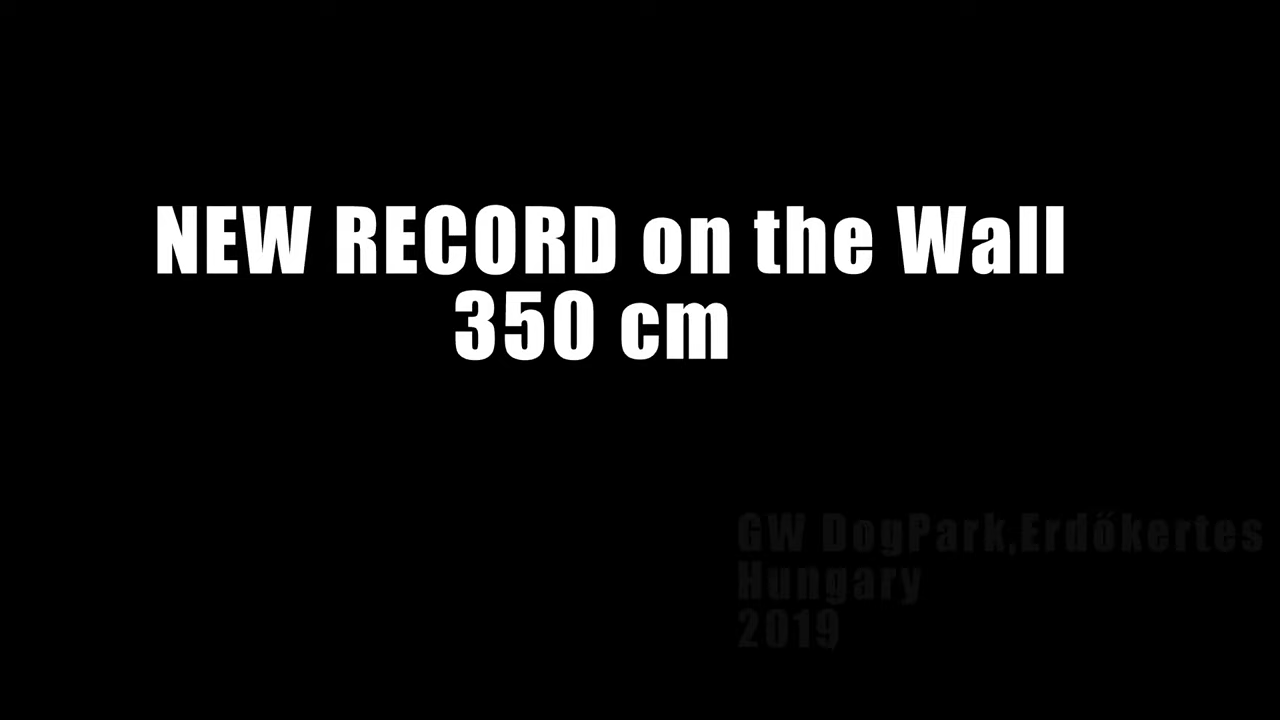 NEW RECORD on the Wall
350 cm
GW DogPark,Erdőkertes
Hungary
2019